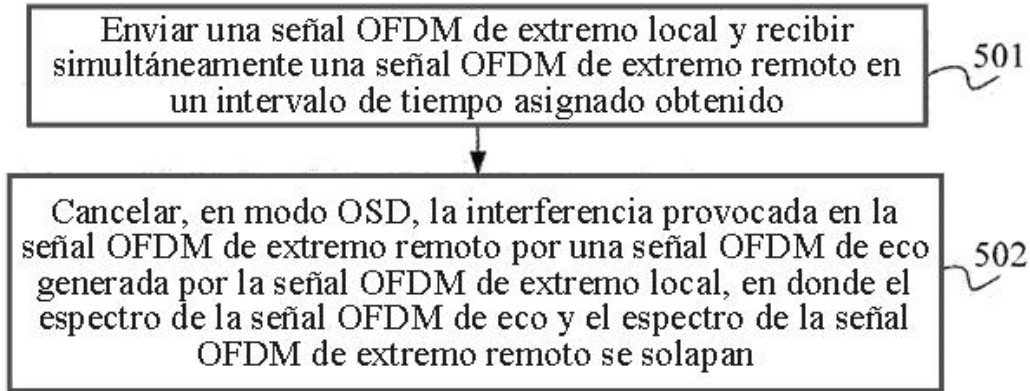 Enviar una señal OFDM de extremo local y recibir
simultáneamente una señal OFDM de extremo remoto en
un intervalo de tiempo asignado obtenido
501
Cancelar, en modo OSD, la interferencia provocada en la
señal OFDM de extremo remoto por una señal OFDM de eco
generada por la señal OFDM de extremo local, en donde el
espectro de la señal OFDM de eco y el espectro de la señal
OFDM de extremo remoto se solapan
502